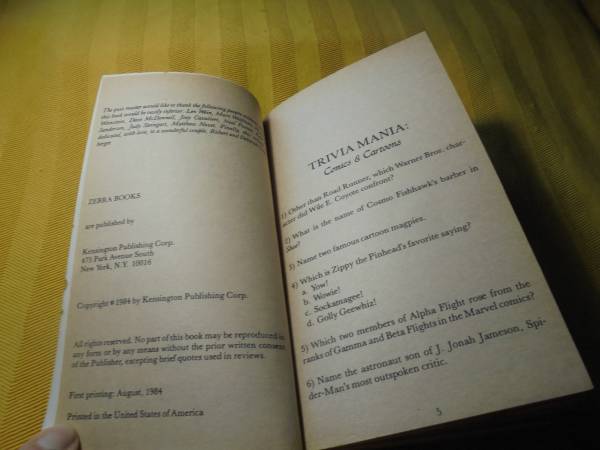 The quiz master would like to thank the following people
this book would be vastly inferior: Len Wein, Mark
Weinstein, Dave McDonnell, Joey Cavalieri,
Sanderson, Jody Stringer, Matthew
dedicated, with love, to a wonderful couple, Robert and
berger
ZEBRA BOOKS
are published by
Kensington Publishing Corp.
475 Park Avenue South
New York, N.Y. 10016
Copyright © 1984 by Kensington Publishing Corp.
All rights reserved. No part of this book may be reproduced in
any form or by any means without the prior written consent
of the Publisher, excepting brief quotes used in reviews.
First printing: August, 1984
Printed in the United States of America
TRIVIA MANIA:
Comics & Cartoons
1) Other than Road Runner, which Warner Bros. char-
acter did Wile E. Coyote confront?
2) What is the name of Cosmo Fishhawk's barber in
Shoe?
3) Name two famous cartoon magpies.
4) Which is Zippy the Pinhead's favorite saying?
a. Yow!
b. Wowie!
c. Sockamagee!
d. Golly Geewhiz!
5) Which two members of Alpha Flight rose from the
ranks of Gamma and Beta Flights in the Marvel comics?
6) Name the astronaut son of J. Jonah Jameson, Spi-
der-Man's most outspoken critic.
5